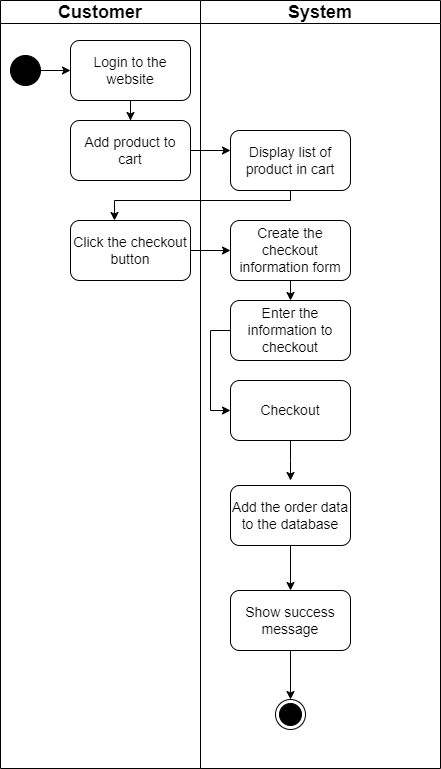 Customer
System
Login to the
website
Add product to
cart
Display list of
product in cart
Click the checkout
button
Create the
checkout
information form
Enter the
information to
checkout
Checkout
Add the order data
to the database
Show success
message